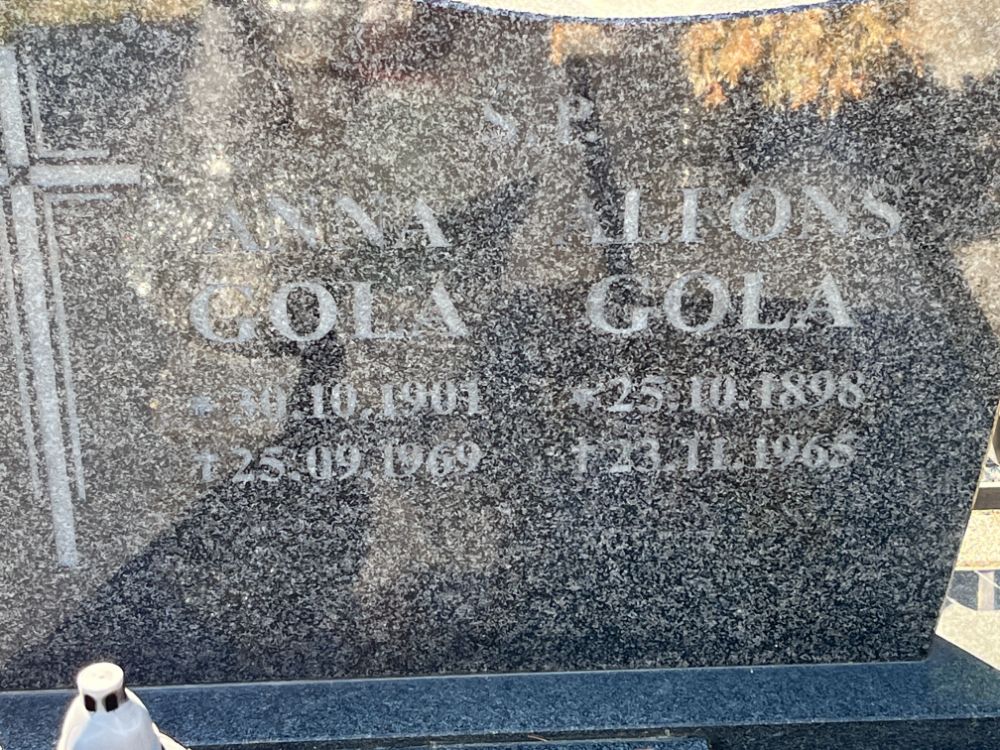 Ś.P.
ANNA ALFONS
GOLA GOLA
* 30.10.1901 * 25.10.1898
† 25.09.1969 † 23.11.1965